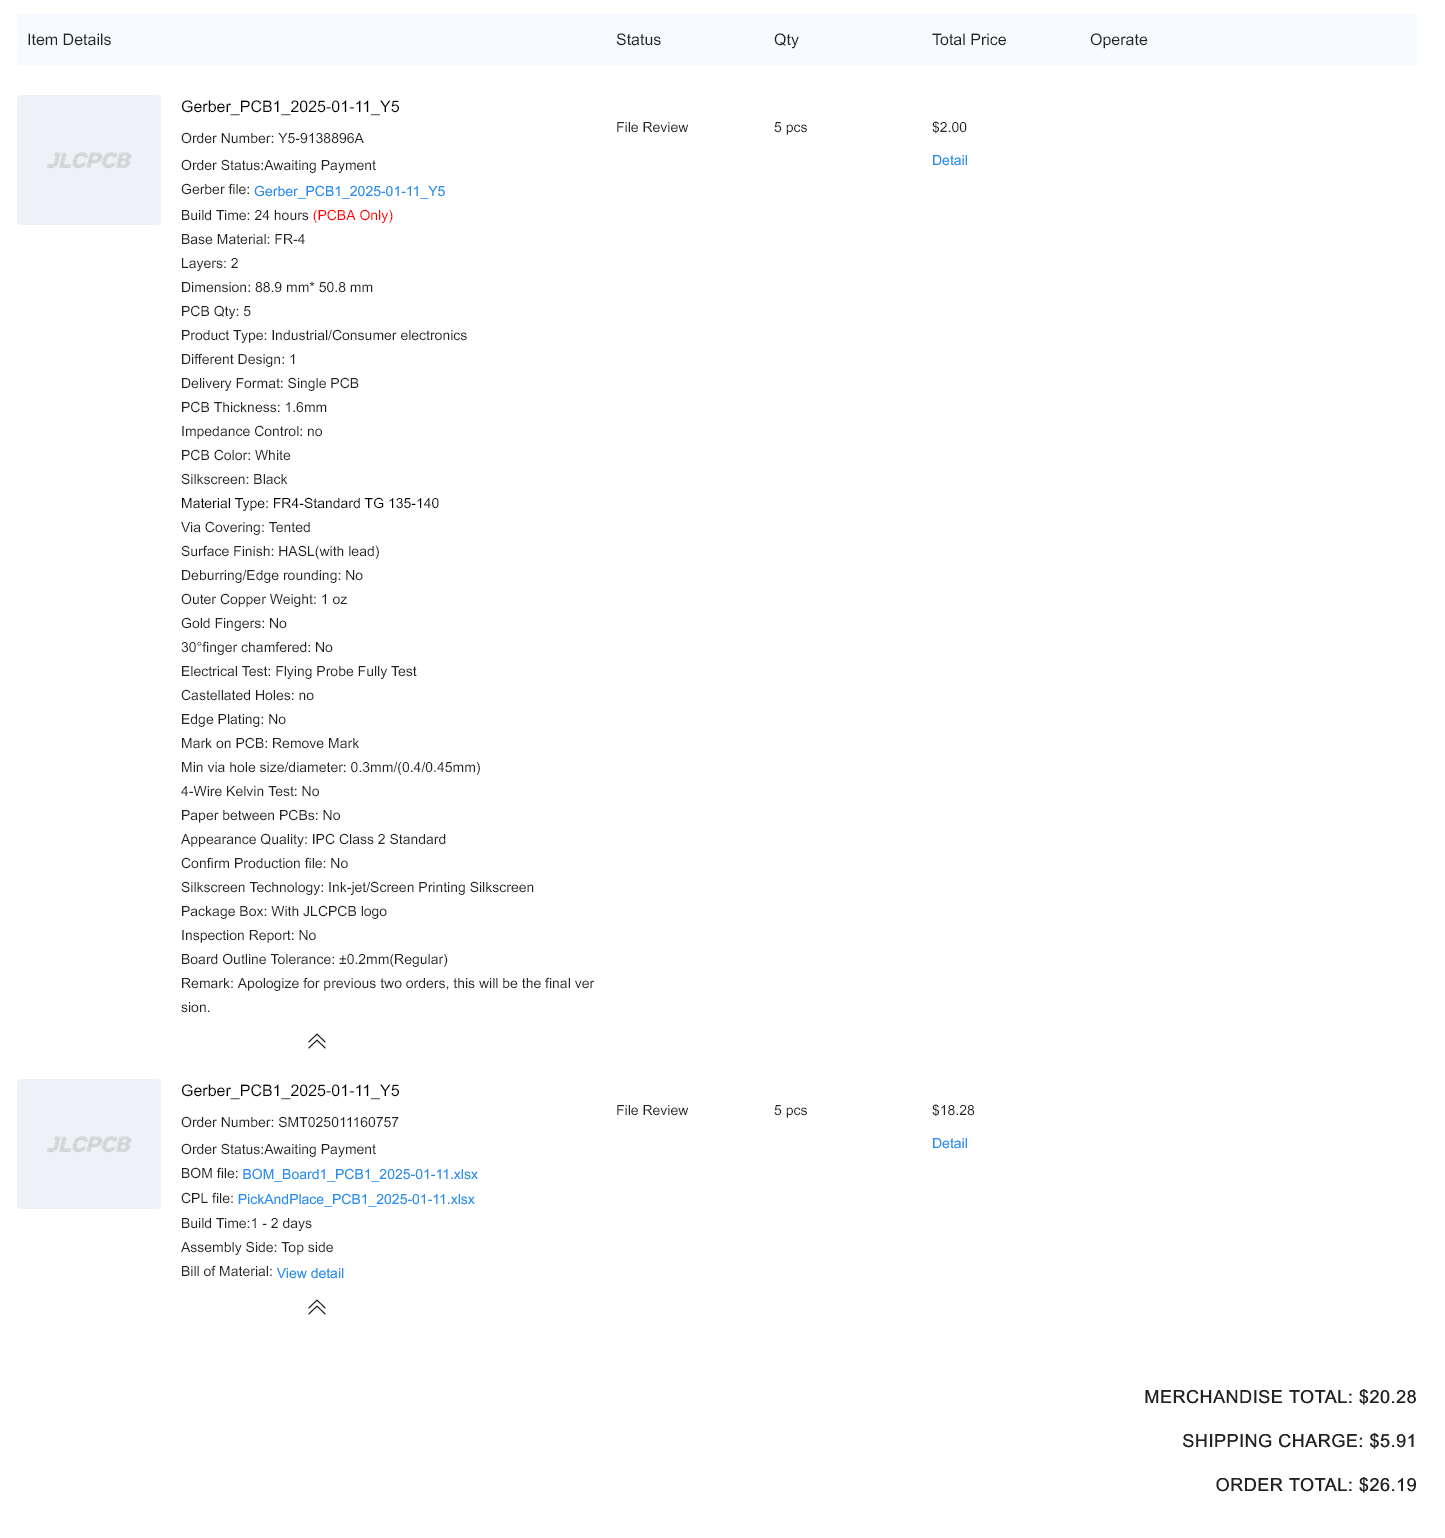 Item Details Status Qty Total Price Operate
JLCPCB
Gerber_PCB1_2025-01-11_Y5
Order Number: Y5-9138896A
File Review 5 pcs $2.00
Detail
Order Status:Awaiting Payment
Gerber file: Gerber_PCB1_2025-01-11_Y5
Build Time: 24 hours (PCBA Only)
Base Material: FR-4
Layers: 2
Dimension: 88.9 mm* 50.8 mm
PCB Qty: 5
Product Type: Industrial/Consumer electronics
Different Design: 1
Delivery Format: Single PCB
PCB Thickness: 1.6mm
Impedance Control: no
PCB Color: White
Silkscreen: Black
Material Type: FR4-Standard TG 135-140
Via Covering: Tented
Surface Finish: HASL(with lead)
Deburring/Edge rounding: No
Outer Copper Weight: 1 oz
Gold Fingers: No
30°finger chamfered: No
Electrical Test: Flying Probe Fully Test
Castellated Holes: no
Edge Plating: No
Mark on PCB: Remove Mark
Min via hole size/diameter: 0.3mm/(0.4/0.45mm)
4-Wire Kelvin Test: No
Paper between PCBs: No
Appearance Quality: IPC Class 2 Standard
Confirm Production file: No
Silkscreen Technology: Ink-jet/Screen Printing Silkscreen
Package Box: With JLCPCB logo
Inspection Report: No
Board Outline Tolerance: ±0.2mm(Regular)
Remark: Apologize for previous two orders, this will be the final ver
sion.
JLCPCB
Gerber_PCB1_2025-01-11_Y5
Order Number: SMT025011160757
File Review 5 pcs $18.28
Detail
Order Status:Awaiting Payment
BOM file: BOM_Board1_PCB1_2025-01-11.xlsx
CPL file: PickAndPlace_PCB1_2025-01-11.xlsx
Build Time:1 - 2 days
Assembly Side: Top side
Bill of Material: View detail
MERCHANDISE TOTAL: $20.28
SHIPPING CHARGE: $5.91
ORDER TOTAL: $26.19